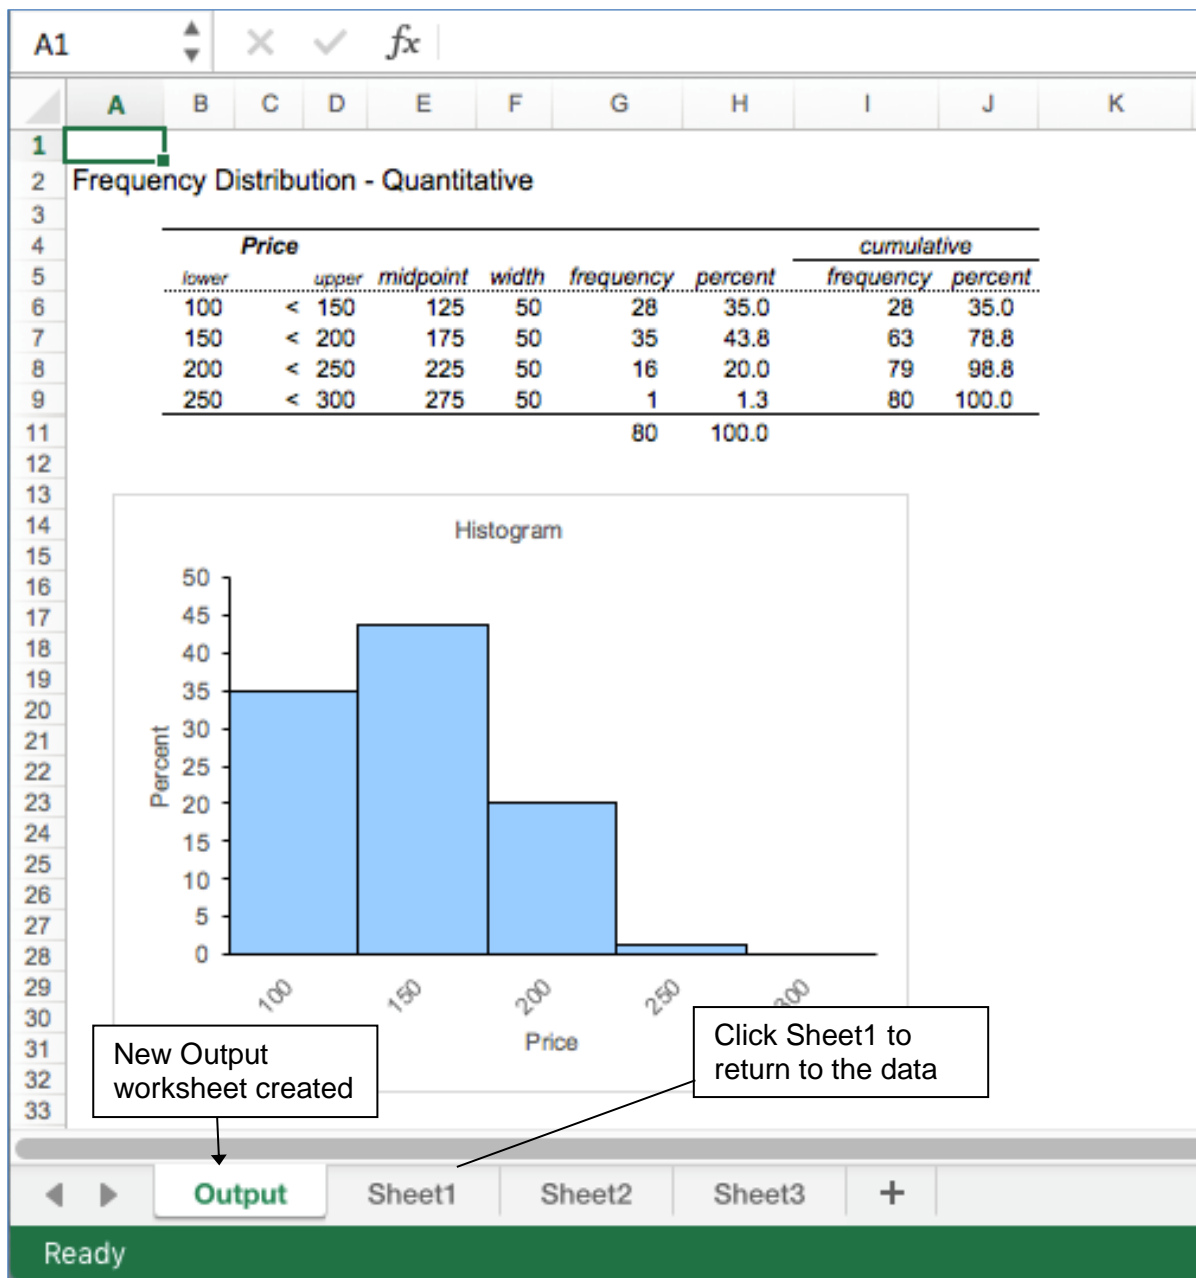 A1 fx
A B C D E F G H I J K
1
2 Frequency Distribution - Quantitative
3
4 Price cumulative
5 lower upper midpoint width frequency percent frequency percent
6 100 < 150 125 50 28 35.0 28 35.0
7 150 < 200 175 50 35 43.8 63 78.8
8 200 < 250 225 50 16 20.0 79 98.8
9 250 < 300 275 50 1 1.3 80 100.0
11 80 100.0
12
13
14 Histogram
15
16 50
17 45
18 40
19 35
20
21 30
22 25
23 20
24 15
25 10
26
27 5
28 0
29 100 150 200 250 300
30
31 Price
32
33
Percent
New Output
worksheet created
Click Sheet1 to
return to the data
Output Sheet1 Sheet2 Sheet3 +
Ready